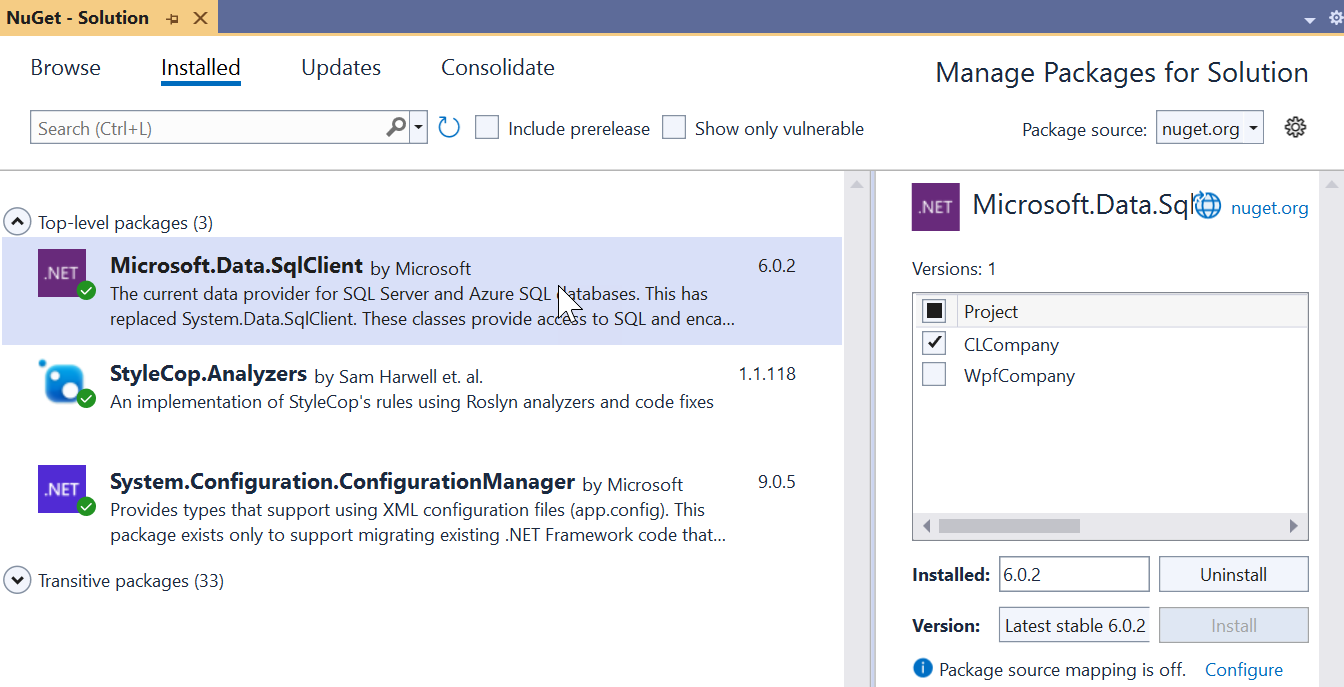 NuGet - Solution
Browse Installed Updates Consolidate
Manage Packages for Solution
Search (Ctrl+L) Include prerelease Show only vulnerable
Package source: nuget.org
Top-level packages (3)
.NET Microsoft.Data.SqlClient by Microsoft 6.0.2
The current data provider for SQL Server and Azure SQL databases. This has
replaced System.Data.SqlClient. These classes provide access to SQL and enca...
StyleCop.Analyzers by Sam Harwell et. al. 1.1.118
An implementation of StyleCop's rules using Roslyn analyzers and code fixes
.NET System.Configuration.ConfigurationManager by Microsoft 9.0.5
Provides types that support using XML configuration files (app.config). This
package exists only to support migrating existing .NET Framework code that...
Transitive packages (33)
.NET Microsoft.Data.Sql nuget.org
Versions: 1
Project
CLCompany
WpfCompany
Installed: 6.0.2 Uninstall
Version: Latest stable 6.0.2 Install
Package source mapping is off. Configure